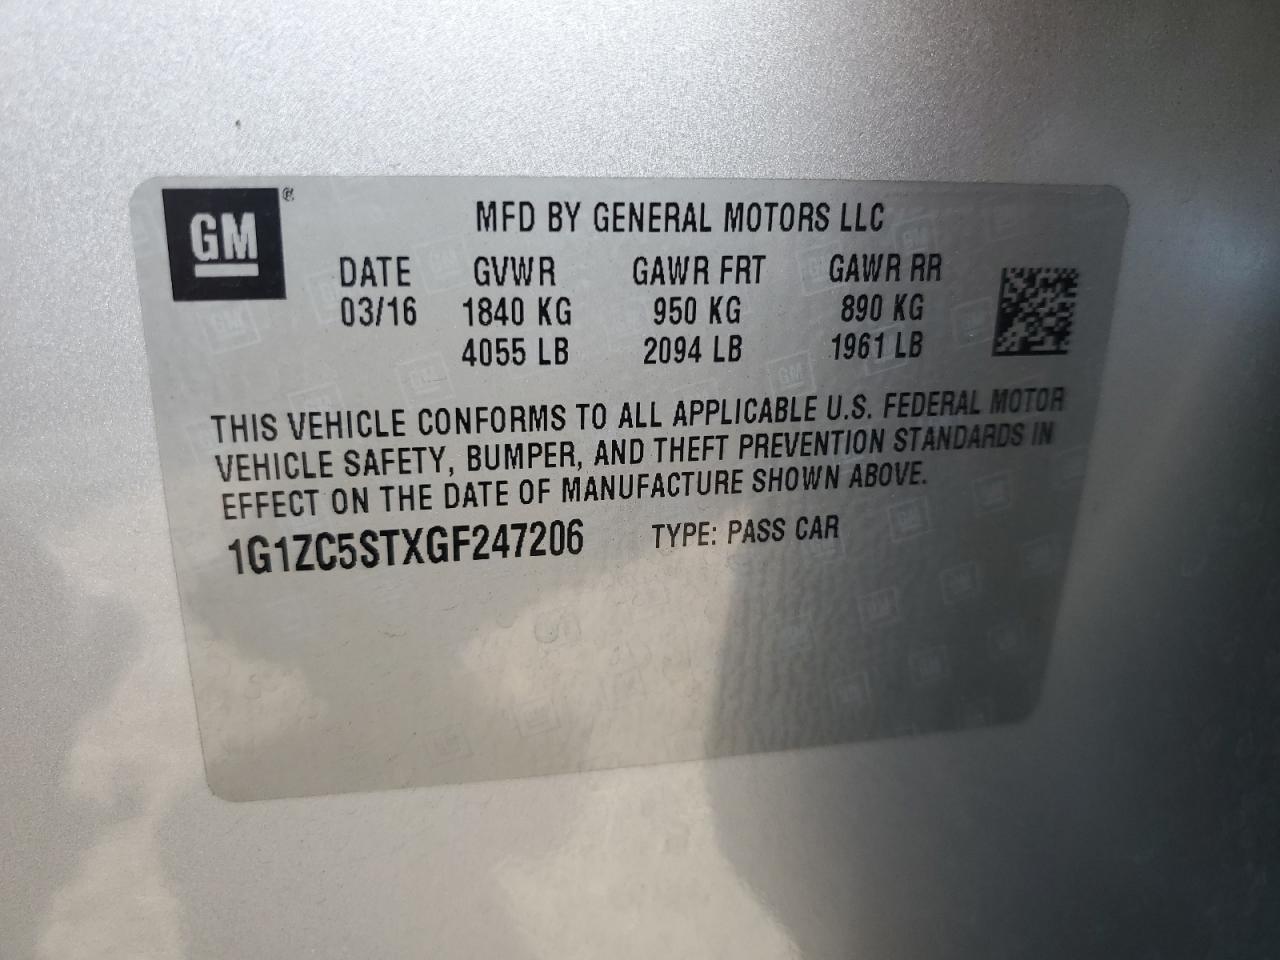 GM ®
MFD BY GENERAL MOTORS LLC
DATE GVWR GAWR FRT GAWR RR
03/16 1840 KG 950 KG 890 KG
4055 LB 2094 LB 1961 LB
THIS VEHICLE CONFORMS TO ALL APPLICABLE U.S. FEDERAL MOTOR
VEHICLE SAFETY, BUMPER, AND THEFT PREVENTION STANDARDS IN
EFFECT ON THE DATE OF MANUFACTURE SHOWN ABOVE.
1G1ZC5STXGF247206 TYPE: PASS CAR